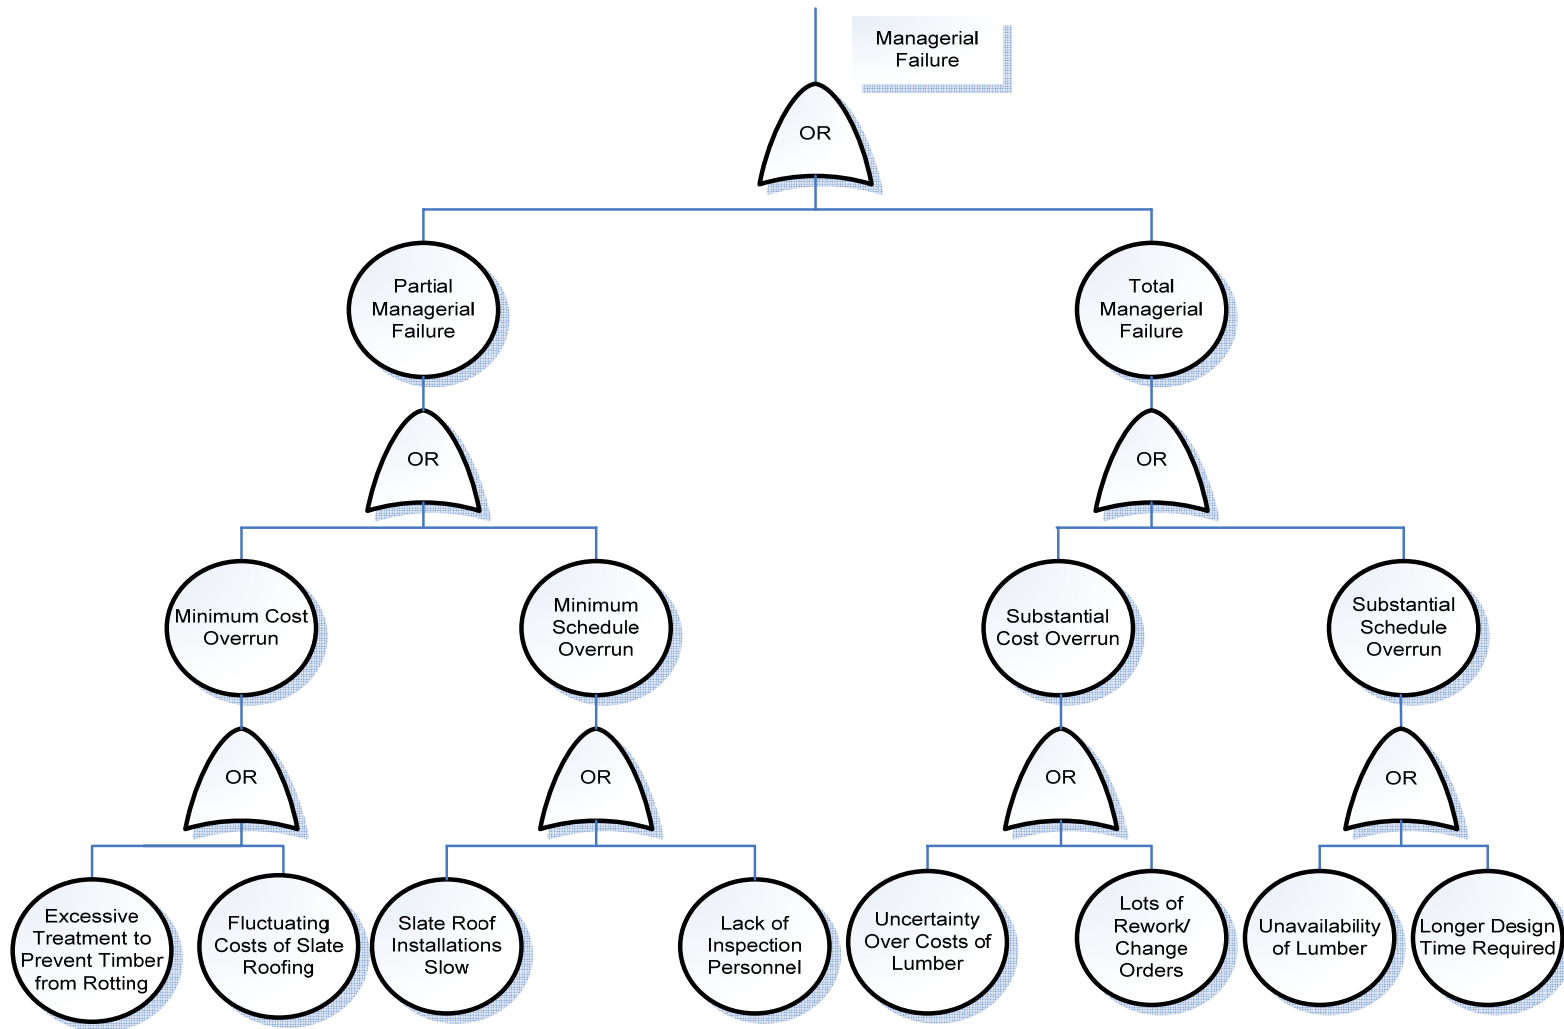 Managerial
Failure
OR
Partial
Managerial
Failure
Total
Managerial
Failure
OR
OR
Minimum Cost
Overrun
Minimum
Schedule
Overrun
Substantial
Cost Overrun
Substantial
Schedule
Overrun
OR
OR
OR
OR
Excessive
Treatment to
Prevent Timber
from Rotting
Fluctuating
Costs of Slate
Roofing
Slate Roof
Installations
Slow
Lack of
Inspection
Personnel
Uncertainty
Over Costs of
Lumber
Lots of
Rework/
Change
Orders
Unavailability
of Lumber
Longer Design
Time Required